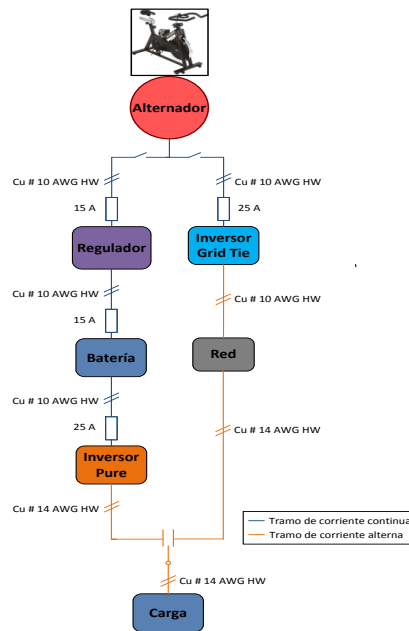 Alternador
Cu # 10 AWG HW
Cu # 10 AWG HW
15 A
25 A
Regulador
Inversor
Grid Tie
Cu # 10 AWG HW
Cu # 10 AWG HW
15 A
Batería
Red
Cu # 10 AWG HW
25 A
Cu # 14 AWG HW
Inversor
Pure
Cu # 14 AWG HW
Tramo de corriente continua
Tramo de corriente alterna
Cu # 14 AWG HW
Carga